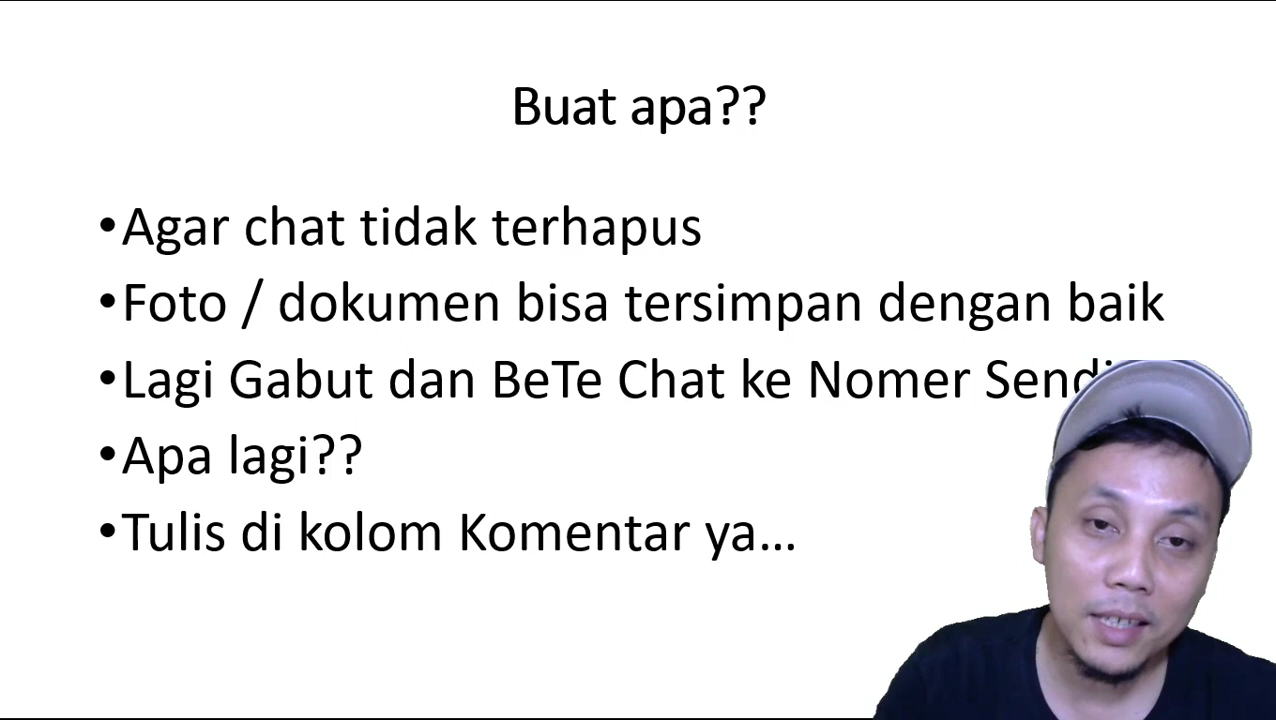 Buat apa??
•Agar chat tidak terhapus
•Foto / dokumen bisa tersimpan dengan baik
•Lagi Gabut dan BeTe Chat ke Nomer
•Apa lagi??
•Tulis di kolom Komentar ya...